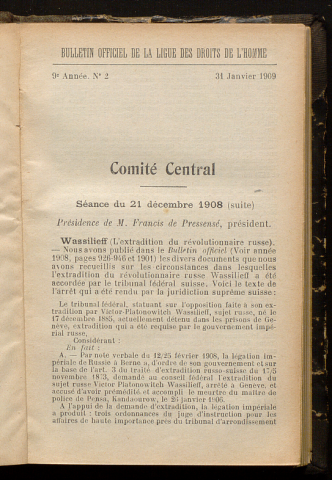 BULLETIN OFFICIEL DE LA LIGUE DES DROITS DE L'HOMME
9e Année. N° 2 31 Janvier 1909
Comité Central
Séance du 21 décembre 1908 (suite)
Présidence de M. Francis de Pressensé, président.
Wassilieff (L'extradition du révolutionnaire russe).
— Nous avons publié dans le Bulletin officiel (Voir année
1908, pages 926-946 et 1901) les divers documents que nous
avons recueillis sur les circonstances dans lesquelles
l'extradition du révolutionnaire russe Wassilieff a été
accordée par le tribunal fédéral suisse. Voici le texte de
l'arrêt qui a été rendu par la juridiction suprême suisse :
Le tribunal fédéral, statuant sur l'opposition faite à son ex-
tradition par Victor-Platonowitch Wassilieff, sujet russe, né le
17 décembre 1885, actuellement détenu dans les prisons de Ge-
nève, extradition qui a été requise par le gouvernement impé-
rial russe.
Considérant :
En fait :
A. — Par note verbale du 12/25 février 1908, la légation im-
périale de Russie à Berne a, d'ordre de son gouvernement et sur
la base de l'art. 3 du traité d'extradition russo-suisse du 17/5
novembre 1873, demandé au conseil fédéral l'extradition du
sujet russe Victor Platonowitch Wassilieff, arrêté à Genève, et
accusé d'avoir prémédité et accompli le meurtre du maître de
police de Pensa, Kandaourow, le 26 janvier 1906.
A l'appui de la demande d'extradition, la légation impériale
a produit : trois ordonnances du juge d'instruction pour les
affaires de haute importance près du tribunal d'arrondissement